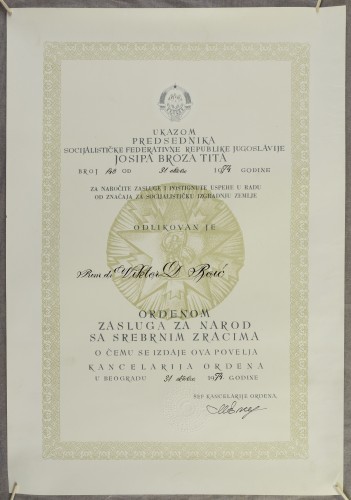 UKAZOM
PREDSEDNIKA
SOCIJALISTIČKE FEDERATIVNE REPUBLIKE JUGOSLAVIJE
JOSIPA BROZA TITA
BROJ 148 OD 31 oktobra 1974 GODINE
ZA NAROČITE ZASLUGE I POSTIGNUTE USPEHE U RADU
OD ZNAČAJA ZA SOCIJALISTIČKU IZGRADNJU ZEMLJE
ODLIKOVAN JE
Viktor D.
ORDENOM
ZASLUGA ZA NAROD
SA SREBRNIM ZRACIMA
O ČEMU SE IZDAJE OVA POVELJA
KANCELARIJA ORDENA
U BEOGRADU 31 oktobra 1974 GODINE
ŠEF KANCELARIJE ORDENA